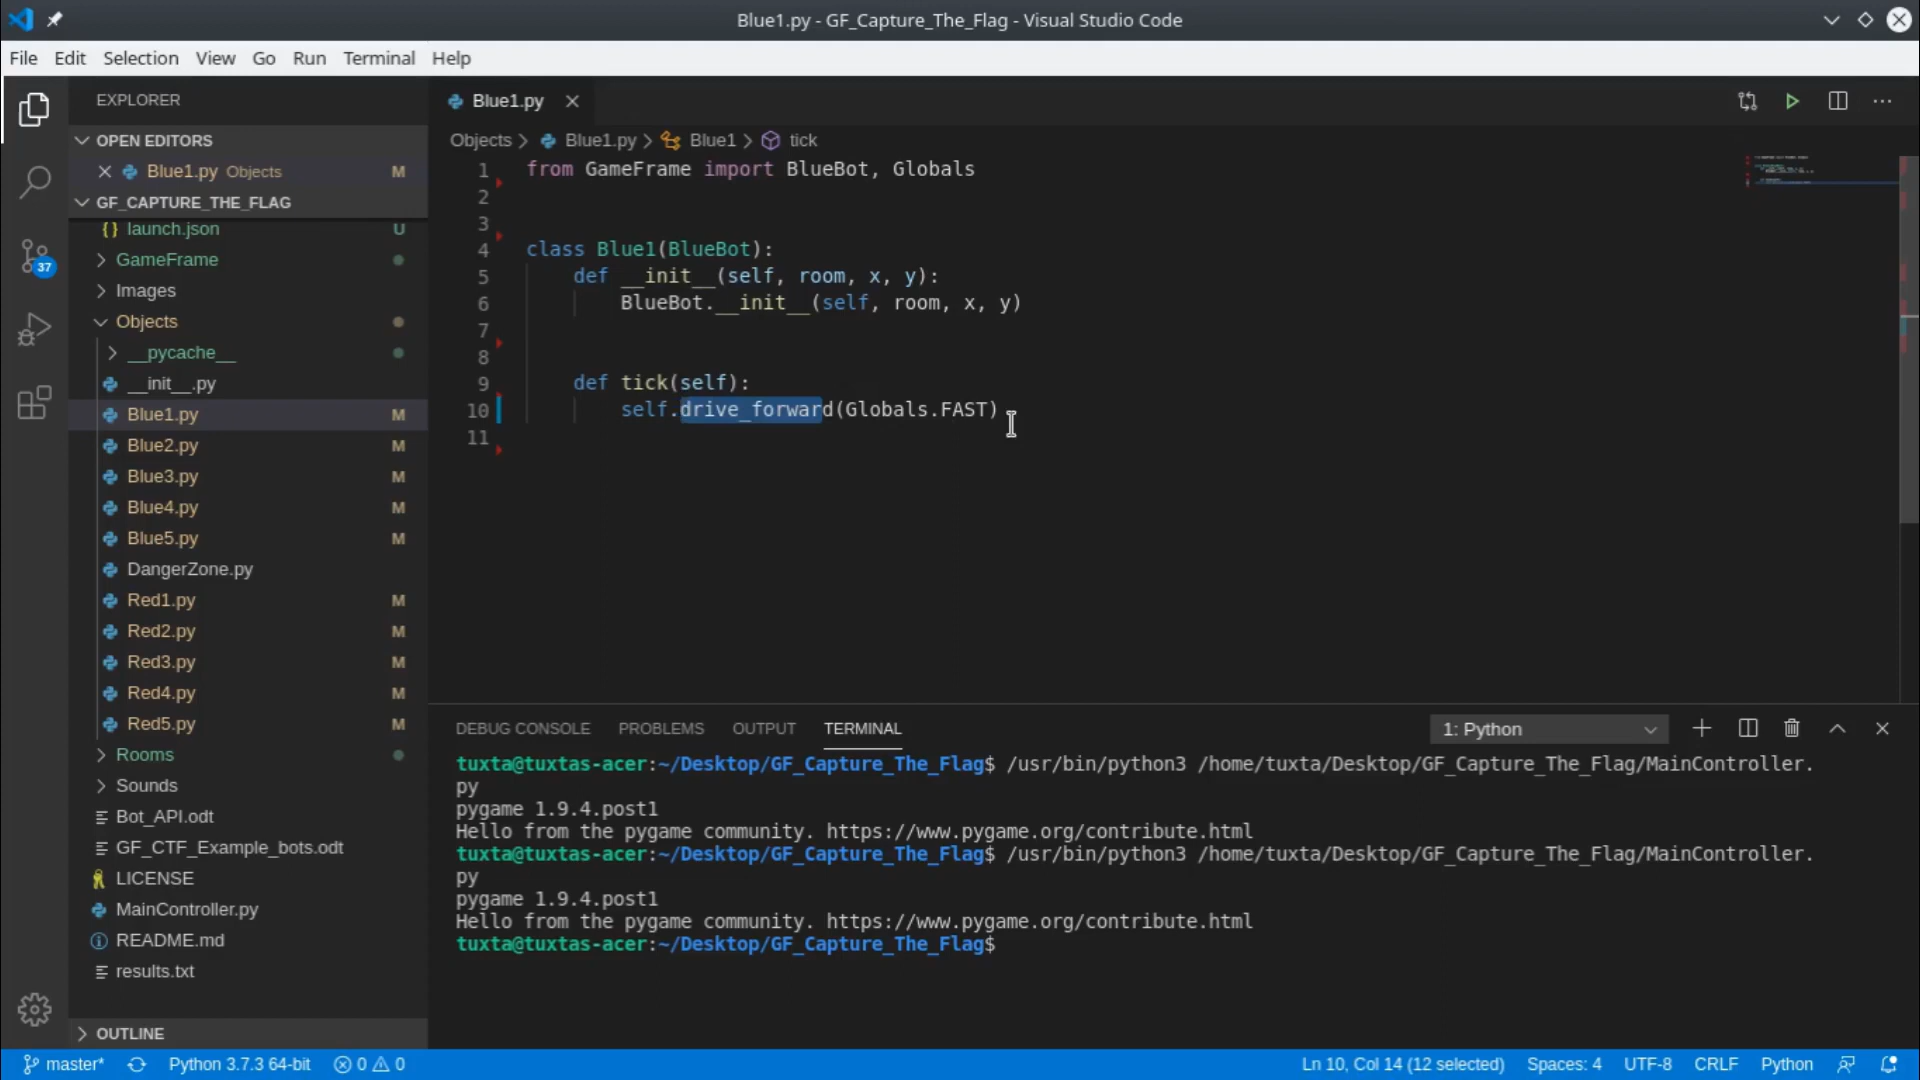 Blue1.py - GF_Capture_The_Flag - Visual Studio Code
File Edit Selection View Go Run Terminal Help
EXPLORER
OPEN EDITORS
Blue1.py Objects M
GF_CAPTURE_THE_FLAG
{} launch.json U
GameFrame
Images
Objects
__pycache__
__init__.py
Blue1.py M
Blue2.py M
Blue3.py M
Blue4.py M
Blue5.py M
DangerZone.py
Red1.py M
Red2.py M
Red3.py M
Red4.py M
Red5.py M
Rooms
Sounds
Bot_API.odt
GF_CTF_Example_bots.odt
LICENSE
MainController.py
README.md
results.txt
OUTLINE
37
Blue1.py
Objects > Blue1.py > Blue1 > tick
1 from GameFrame import BlueBot, Globals
2
3
4 class Blue1(BlueBot):
5 def __init__(self, room, x, y):
6 BlueBot.__init__(self, room, x, y)
7
8
9 def tick(self):
10 self.drive_forward(Globals.FAST)
11
DEBUG CONSOLE PROBLEMS OUTPUT TERMINAL 1: Python
tuxta@tuxtas-acer:~/Desktop/GF_Capture_The_Flag$ /usr/bin/python3 /home/tuxta/Desktop/GF_Capture_The_Flag/MainController.
py
pygame 1.9.4.post1
Hello from the pygame community. https://www.pygame.org/contribute.html
tuxta@tuxtas-acer:~/Desktop/GF_Capture_The_Flag$ /usr/bin/python3 /home/tuxta/Desktop/GF_Capture_The_Flag/MainController.
py
pygame 1.9.4.post1
Hello from the pygame community. https://www.pygame.org/contribute.html
tuxta@tuxtas-acer:~/Desktop/GF_Capture_The_Flag$
master* Python 3.7.3 64-bit 0 0 Ln 10, Col 14 (12 selected) Spaces: 4 UTF-8 CRLF Python